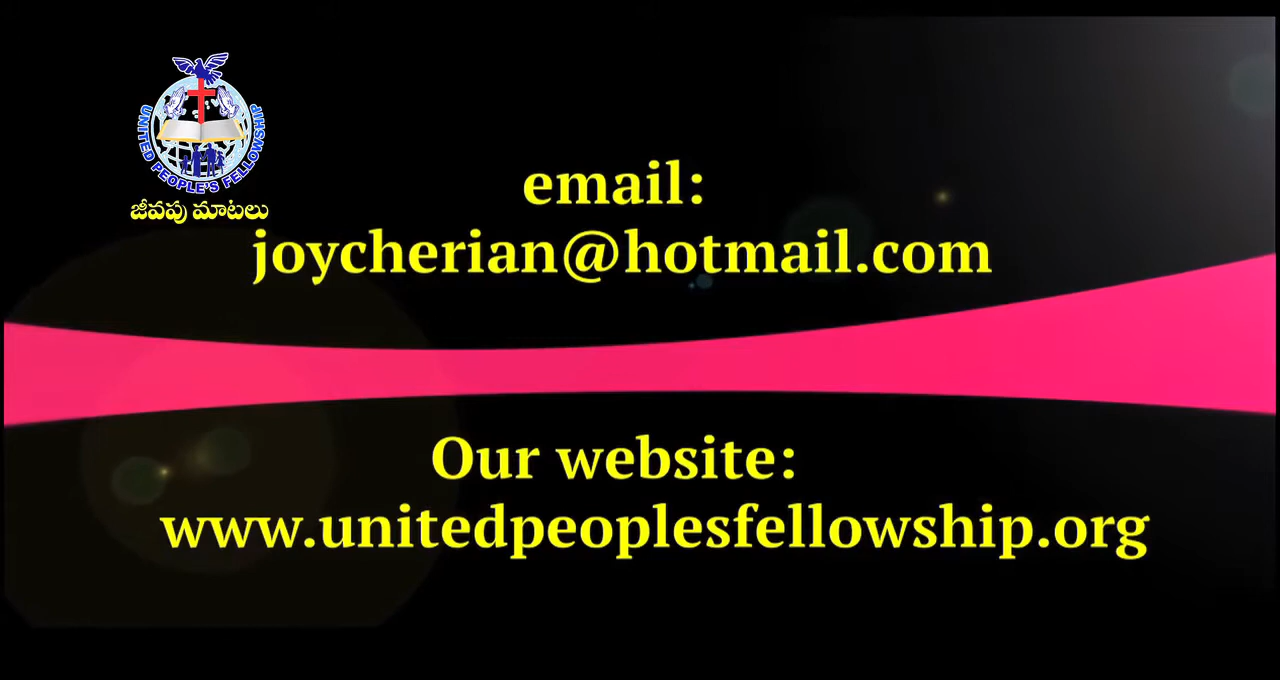 UNITED PEOPLE'S FELLOWSHIP
జీవపు మాటలు
email:
joycherian@hotmail.com
Our website:
www.unitedpeoplesfellowship.org